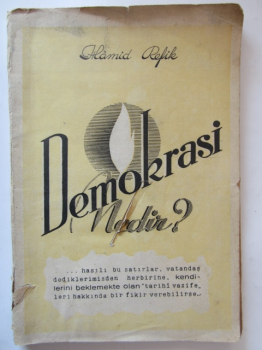 Hâmid Refik
Demokrasi
Nedir?
... hasılı bu satırlar, vatandaş
dediklerimizden herbirine, kendi-
lerini beklemekte olan "tarihî vazife"
leri hakkında bir fikir verebilirse...